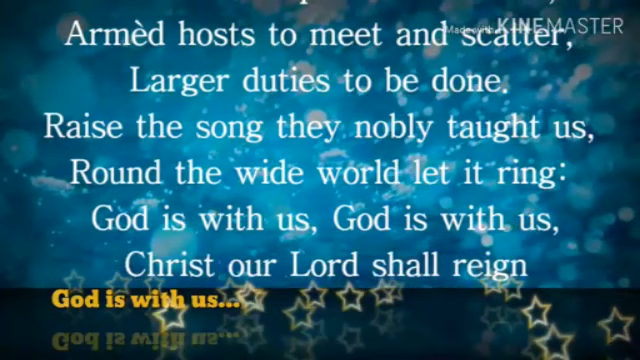 Armèd hosts to meet and scatter,
Larger duties to be done.
Raise the song they nobly taught us,
Round the wide world let it ring:
God is with us, God is with us,
Christ our Lord shall reign
God is with us...
Made with KINEMASTER